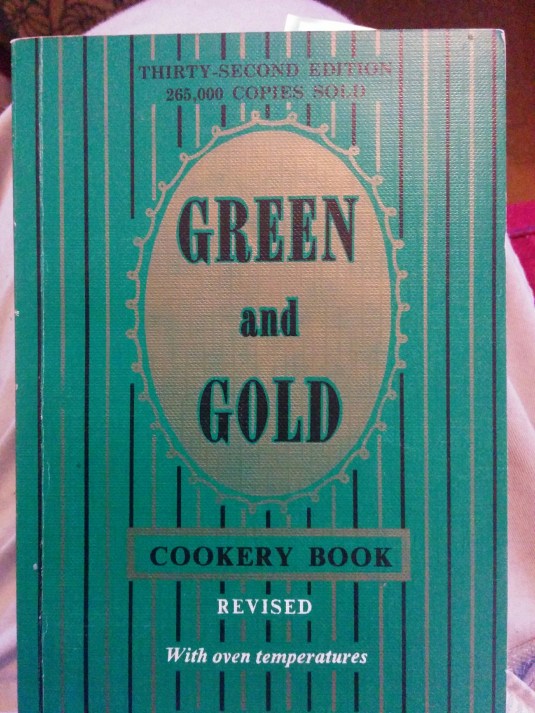 THIRTY-SECOND EDITION
265,000 COPIES SOLD
GREEN
and
GOLD
COOKERY BOOK
REVISED
With oven temperatures